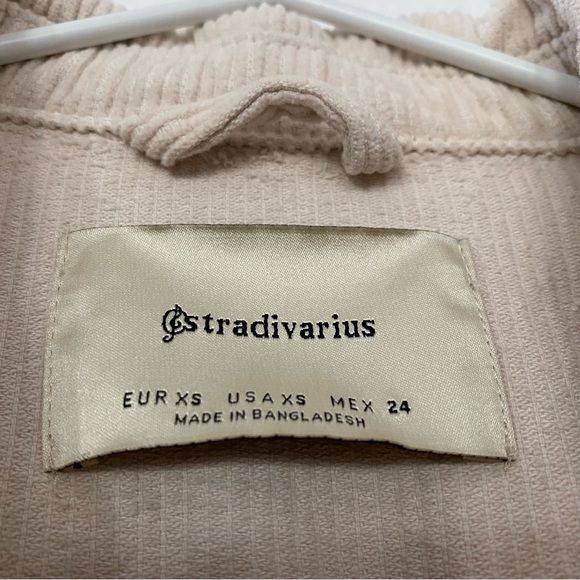 stradivarius
EUR XS USA XS MEX 24
MADE IN BANGLADESH